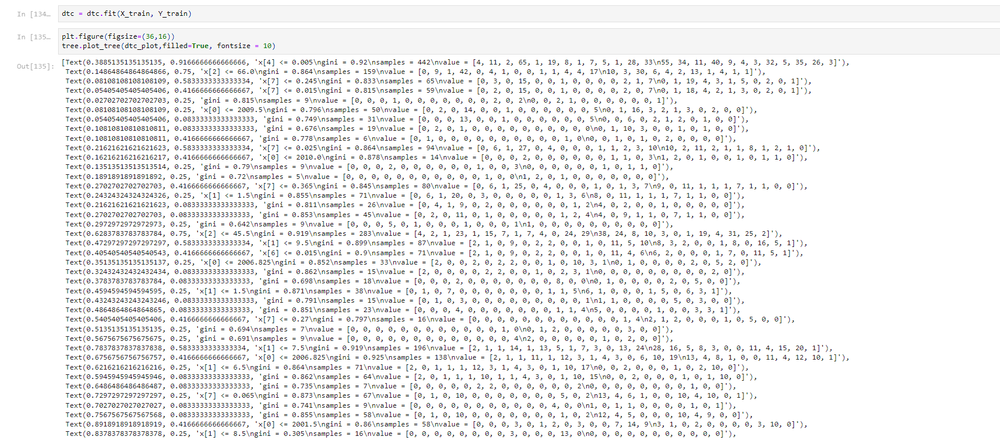 In [134…
dtc = dtc.fit(X_train, Y_train)
In [135…
plt.figure(figsize=(36,16))
tree.plot_tree(dtc_plot,filled=True, fontsize = 10)
Out[135]:
[Text(0.3885135135135135, 0.9166666666666666, 'x[4] <= 0.005\ngini = 0.92\nsamples = 442\nvalue = [4, 11, 2, 65, 1, 19, 8, 1, 7, 5, 1, 28, 33\n55, 34, 11, 40, 9, 4, 3, 32, 5, 35, 26, 3]'),
Text(0.14864864864864866, 0.75, 'x[2] <= 66.0\ngini = 0.864\nsamples = 159\nvalue = [0, 9, 1, 42, 0, 4, 1, 0, 0, 1, 1, 4, 4, 17\n10, 3, 30, 6, 4, 2, 13, 1, 4, 1, 1]'),
Text(0.08108108108108109, 0.5833333333333334, 'x[7] <= 0.245\ngini = 0.833\nsamples = 65\nvalue = [0, 3, 0, 15, 0, 0, 1, 0, 0, 0, 0, 2, 1, 7\n0, 1, 19, 4, 3, 1, 5, 0, 2, 0, 1]'),
Text(0.05405405405405406, 0.4166666666666667, 'x[7] <= 0.015\ngini = 0.815\nsamples = 59\nvalue = [0, 2, 0, 15, 0, 0, 1, 0, 0, 0, 0, 2, 0, 7\n0, 1, 18, 4, 2, 1, 3, 0, 2, 0, 1]'),
Text(0.02702702702702703, 0.25, 'gini = 0.815\nsamples = 9\nvalue = [0, 0, 0, 1, 0, 0, 0, 0, 0, 0, 0, 2, 0, 2\n0, 0, 2, 1, 0, 0, 0, 0, 0, 0, 1]'),
Text(0.08108108108108109, 0.25, 'x[0] <= 2009.5\ngini = 0.796\nsamples = 50\nvalue = [0, 2, 0, 14, 0, 0, 1, 0, 0, 0, 0, 0, 0, 5\n0, 1, 16, 3, 2, 1, 3, 0, 2, 0, 0]'),
Text(0.05405405405405406, 0.08333333333333333, 'gini = 0.749\nsamples = 31\nvalue = [0, 0, 0, 13, 0, 0, 1, 0, 0, 0, 0, 0, 0, 5\n0, 0, 6, 0, 2, 1, 2, 0, 1, 0, 0]'),
Text(0.10810810810810811, 0.08333333333333333, 'gini = 0.676\nsamples = 19\nvalue = [0, 2, 0, 1, 0, 0, 0, 0, 0, 0, 0, 0, 0, 0\n0, 1, 10, 3, 0, 0, 1, 0, 1, 0, 0]'),
Text(0.10810810810810811, 0.4166666666666667, 'gini = 0.778\nsamples = 6\nvalue = [0, 1, 0, 0, 0, 0, 0, 0, 0, 0, 0, 0, 1, 0\n0, 0, 1, 0, 1, 0, 2, 0, 0, 0, 0]'),
Text(0.21621621621621623, 0.5833333333333334, 'x[7] <= 0.025\ngini = 0.864\nsamples = 94\nvalue = [0, 6, 1, 27, 0, 4, 0, 0, 0, 1, 1, 2, 3, 10\n10, 2, 11, 2, 1, 1, 8, 1, 2, 1, 0]'),
Text(0.16216216216216217, 0.4166666666666667, 'x[0] <= 2010.0\ngini = 0.878\nsamples = 14\nvalue = [0, 0, 0, 2, 0, 0, 0, 0, 0, 0, 1, 1, 0, 3\n1, 2, 0, 1, 0, 0, 1, 0, 1, 1, 0]'),
Text(0.13513513513513514, 0.25, 'gini = 0.79\nsamples = 9\nvalue = [0, 0, 0, 2, 0, 0, 0, 0, 0, 0, 1, 0, 0, 3\n0, 0, 0, 0, 0, 0, 1, 0, 1, 1, 0]'),
Text(0.1891891891891892, 0.25, 'gini = 0.72\nsamples = 5\nvalue = [0, 0, 0, 0, 0, 0, 0, 0, 0, 0, 0, 1, 0, 0\n1, 2, 0, 1, 0, 0, 0, 0, 0, 0, 0]'),
Text(0.2702702702702703, 0.4166666666666667, 'x[7] <= 0.365\ngini = 0.845\nsamples = 80\nvalue = [0, 6, 1, 25, 0, 4, 0, 0, 0, 1, 0, 1, 3, 7\n9, 0, 11, 1, 1, 1, 7, 1, 1, 0, 0]'),
Text(0.24324324324324326, 0.25, 'x[1] <= 1.5\ngini = 0.855\nsamples = 71\nvalue = [0, 6, 1, 20, 0, 3, 0, 0, 0, 0, 0, 1, 3, 6\n8, 0, 11, 1, 1, 1, 7, 1, 1, 0, 0]'),
Text(0.21621621621621623, 0.08333333333333333, 'gini = 0.811\nsamples = 26\nvalue = [0, 4, 1, 9, 0, 2, 0, 0, 0, 0, 0, 0, 1, 2\n4, 0, 2, 0, 0, 1, 0, 0, 0, 0, 0]'),
Text(0.2702702702702703, 0.08333333333333333, 'gini = 0.853\nsamples = 45\nvalue = [0, 2, 0, 11, 0, 1, 0, 0, 0, 0, 0, 1, 2, 4\n4, 0, 9, 1, 1, 0, 7, 1, 1, 0, 0]'),
Text(0.2972972972972973, 0.25, 'gini = 0.642\nsamples = 9\nvalue = [0, 0, 0, 5, 0, 1, 0, 0, 0, 1, 0, 0, 0, 1\n1, 0, 0, 0, 0, 0, 0, 0, 0, 0, 0]'),
Text(0.6283783783783784, 0.75, 'x[2] <= 45.5\ngini = 0.919\nsamples = 283\nvalue = [4, 2, 1, 23, 1, 15, 7, 1, 7, 4, 0, 24, 29\n38, 24, 8, 10, 3, 0, 1, 19, 4, 31, 25, 2]'),
Text(0.47297297297297297, 0.5833333333333334, 'x[1] <= 9.5\ngini = 0.899\nsamples = 87\nvalue = [2, 1, 0, 9, 0, 2, 2, 0, 0, 1, 0, 11, 5, 10\n8, 3, 2, 0, 0, 1, 8, 0, 16, 5, 1]'),
Text(0.40540540540540543, 0.4166666666666667, 'x[6] <= 0.015\ngini = 0.9\nsamples = 71\nvalue = [2, 1, 0, 9, 0, 2, 2, 0, 0, 1, 0, 11, 4, 6\n6, 2, 0, 0, 0, 1, 7, 0, 11, 5, 1]'),
Text(0.35135135135135137, 0.25, 'x[0] <= 2006.825\ngini = 0.852\nsamples = 33\nvalue = [2, 0, 0, 2, 0, 2, 2, 0, 0, 1, 0, 10, 3, 1\n0, 1, 0, 0, 0, 0, 2, 0, 5, 2, 0]'),
Text(0.32432432432432434, 0.08333333333333333, 'gini = 0.862\nsamples = 15\nvalue = [2, 0, 0, 0, 0, 2, 2, 0, 0, 1, 0, 2, 3, 1\n0, 0, 0, 0, 0, 0, 0, 0, 0, 2, 0]'),
Text(0.3783783783783784, 0.08333333333333333, 'gini = 0.698\nsamples = 18\nvalue = [0, 0, 0, 2, 0, 0, 0, 0, 0, 0, 0, 8, 0, 0\n0, 1, 0, 0, 0, 0, 2, 0, 5, 0, 0]'),
Text(0.4594594594594595, 0.25, 'x[1] <= 1.5\ngini = 0.871\nsamples = 38\nvalue = [0, 1, 0, 7, 0, 0, 0, 0, 0, 0, 0, 1, 1, 5\n6, 1, 0, 0, 0, 1, 5, 0, 6, 3, 1]'),
Text(0.43243243243243246, 0.08333333333333333, 'gini = 0.791\nsamples = 15\nvalue = [0, 1, 0, 3, 0, 0, 0, 0, 0, 0, 0, 0, 0, 1\n1, 1, 0, 0, 0, 0, 5, 0, 3, 0, 0]'),
Text(0.4864864864864865, 0.08333333333333333, 'gini = 0.851\nsamples = 23\nvalue = [0, 0, 0, 4, 0, 0, 0, 0, 0, 0, 0, 1, 1, 4\n5, 0, 0, 0, 0, 1, 0, 0, 3, 3, 1]'),
Text(0.5405405405405406, 0.4166666666666667, 'x[7] <= 0.27\ngini = 0.797\nsamples = 16\nvalue = [0, 0, 0, 0, 0, 0, 0, 0, 0, 0, 0, 0, 1, 4\n2, 1, 2, 0, 0, 0, 1, 0, 5, 0, 0]'),
Text(0.5135135135135135, 0.25, 'gini = 0.694\nsamples = 7\nvalue = [0, 0, 0, 0, 0, 0, 0, 0, 0, 0, 0, 0, 1, 0\n0, 1, 2, 0, 0, 0, 0, 0, 3, 0, 0]'),
Text(0.5675675675675675, 0.25, 'gini = 0.691\nsamples = 9\nvalue = [0, 0, 0, 0, 0, 0, 0, 0, 0, 0, 0, 0, 0, 4\n2, 0, 0, 0, 0, 0, 1, 0, 2, 0, 0]'),
Text(0.7837837837837838, 0.5833333333333334, 'x[1] <= 7.5\ngini = 0.919\nsamples = 196\nvalue = [2, 1, 1, 14, 1, 13, 5, 1, 7, 3, 0, 13, 24\n28, 16, 5, 8, 3, 0, 0, 11, 4, 15, 20, 1]'),
Text(0.6756756756756757, 0.4166666666666667, 'x[0] <= 2006.825\ngini = 0.925\nsamples = 138\nvalue = [2, 1, 1, 11, 1, 12, 3, 1, 4, 3, 0, 6, 10, 19\n13, 4, 8, 1, 0, 0, 11, 4, 12, 10, 1]'),
Text(0.6216216216216216, 0.25, 'x[1] <= 6.5\ngini = 0.864\nsamples = 71\nvalue = [2, 0, 1, 1, 1, 12, 3, 1, 4, 3, 0, 1, 10, 17\n0, 0, 2, 0, 0, 0, 1, 0, 2, 10, 0]'),
Text(0.5945945945945946, 0.08333333333333333, 'gini = 0.862\nsamples = 64\nvalue = [2, 0, 1, 1, 1, 10, 1, 1, 4, 3, 0, 1, 10, 15\n0, 0, 2, 0, 0, 0, 1, 0, 1, 10, 0]'),
Text(0.6486486486486487, 0.08333333333333333, 'gini = 0.735\nsamples = 7\nvalue = [0, 0, 0, 0, 0, 2, 2, 0, 0, 0, 0, 0, 0, 2\n0, 0, 0, 0, 0, 0, 0, 0, 1, 0, 0]'),
Text(0.7297297297297297, 0.25, 'x[7] <= 0.065\ngini = 0.873\nsamples = 67\nvalue = [0, 1, 0, 10, 0, 0, 0, 0, 0, 0, 0, 5, 0, 2\n13, 4, 6, 1, 0, 0, 10, 4, 10, 0, 1]'),
Text(0.7027027027027027, 0.08333333333333333, 'gini = 0.741\nsamples = 9\nvalue = [0, 0, 0, 0, 0, 0, 0, 0, 0, 0, 0, 4, 0, 0\n1, 0, 1, 1, 0, 0, 0, 0, 1, 0, 1]'),
Text(0.7567567567567568, 0.08333333333333333, 'gini = 0.855\nsamples = 58\nvalue = [0, 1, 0, 10, 0, 0, 0, 0, 0, 0, 0, 1, 0, 2\n12, 4, 5, 0, 0, 0, 10, 4, 9, 0, 0]'),
Text(0.8918918918918919, 0.4166666666666667, 'x[0] <= 2001.5\ngini = 0.86\nsamples = 58\nvalue = [0, 0, 0, 3, 0, 1, 2, 0, 3, 0, 0, 7, 14, 9\n3, 1, 0, 2, 0, 0, 0, 0, 3, 10, 0]'),
Text(0.8378378378378378, 0.25, 'x[1] <= 8.5\ngini = 0.305\nsamples = 16\nvalue = [0, 0, 0, 0, 0, 0, 0, 0, 3, 0, 0, 0, 13, 0\n0, 0, 0, 0, 0, 0, 0, 0, 0, 0, 0]'),